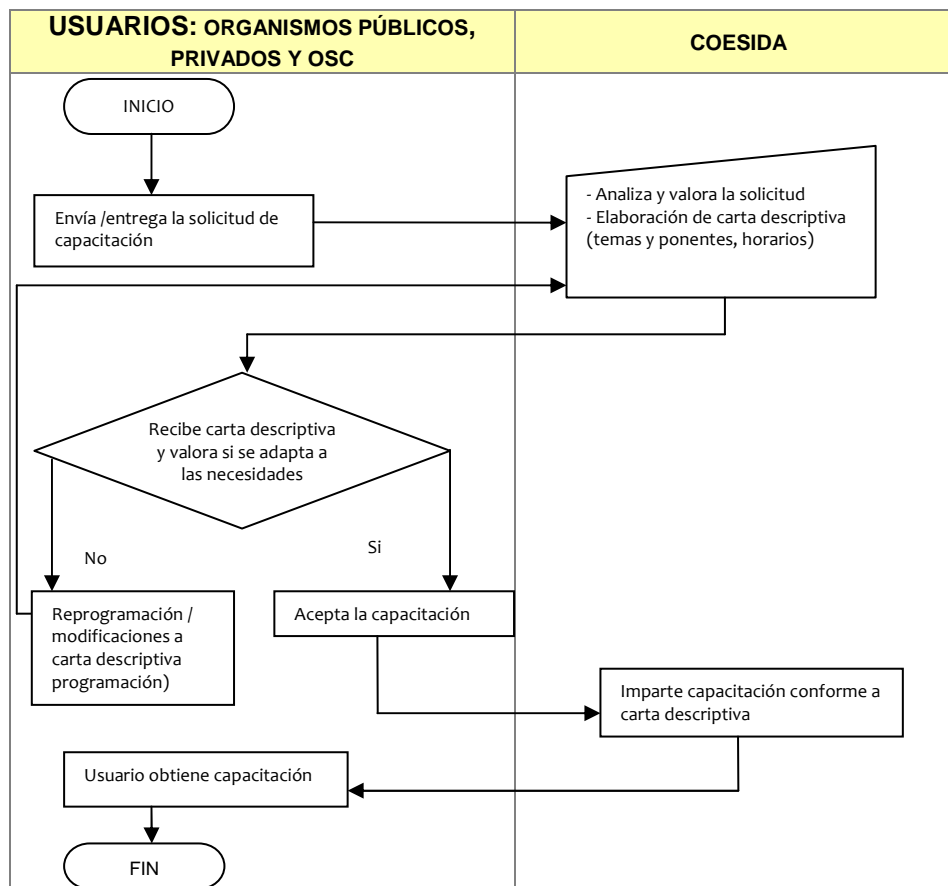 USUARIOS: ORGANISMOS PÚBLICOS,
PRIVADOS Y OSC
COESIDA
INICIO
Envía /entrega la solicitud de
capacitación
- Analiza y valora la solicitud
- Elaboración de carta descriptiva
(temas y ponentes, horarios)
Recibe carta descriptiva
y valora si se adapta a
las necesidades
No
Si
Reprogramación /
modificaciones a
carta descriptiva
programación)
Acepta la capacitación
Imparte capacitación conforme a
carta descriptiva
Usuario obtiene capacitación
FIN